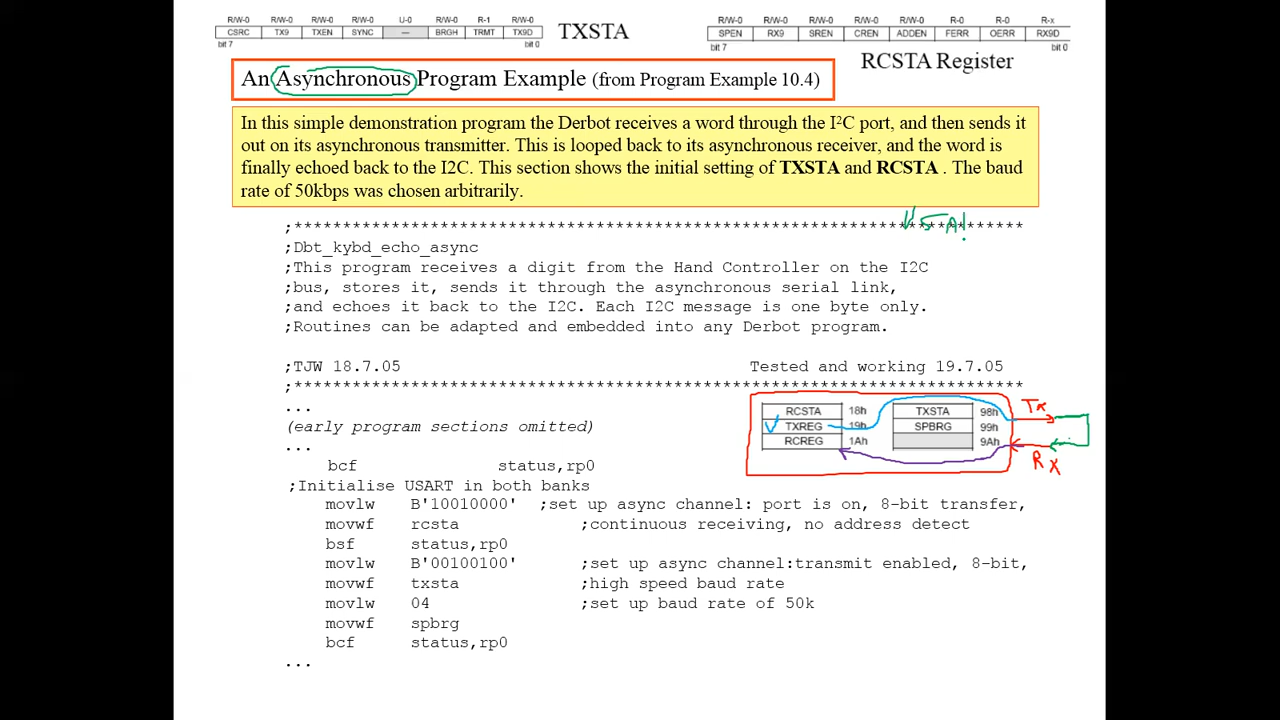 R/W-0 R/W-0 R/W-0 R/W-0 U-0 R/W-0 R-1 R/W-0
CSRC TX9 TXEN SYNC — BRGH TRMT TX9D
bit 7 bit 0
TXSTA
R/W-0 R/W-0 R/W-0 R/W-0 R/W-0 R-0 R-0 R-x
SPEN RX9 SREN CREN ADDEN FERR OERR RX9D
bit 7 bit 0
RCSTA Register
An Asynchronous Program Example (from Program Example 10.4)
In this simple demonstration program the Derbot receives a word through the I²C port, and then sends it
out on its asynchronous transmitter. This is looped back to its asynchronous receiver, and the word is
finally echoed back to the I2C. This section shows the initial setting of TXSTA and RCSTA . The baud
rate of 50kbps was chosen arbitrarily.
;***************************************************************************
;Dbt_kybd_echo_async
;This program receives a digit from the Hand Controller on the I2C
;bus, stores it, sends it through the asynchronous serial link,
;and echoes it back to the I2C. Each I2C message is one byte only.
;Routines can be adapted and embedded into any Derbot program.
;TJW 18.7.05 Tested and working 19.7.05
;***************************************************************************
...
(early program sections omitted)
...
RCSTA 18h TXSTA 98h
TXREG 19h SPBRG 99h
RCREG 1Ah 9Ah
Tx
RX
bcf status,rp0
;Initialise USART in both banks
movlw B'10010000' ;set up async channel: port is on, 8-bit transfer,
movwf rcsta ;continuous receiving, no address detect
bsf status,rp0
movlw B'00100100' ;set up async channel:transmit enabled, 8-bit,
movwf txsta ;high speed baud rate
movlw 04 ;set up baud rate of 50k
movwf spbrg
bcf status,rp0
...